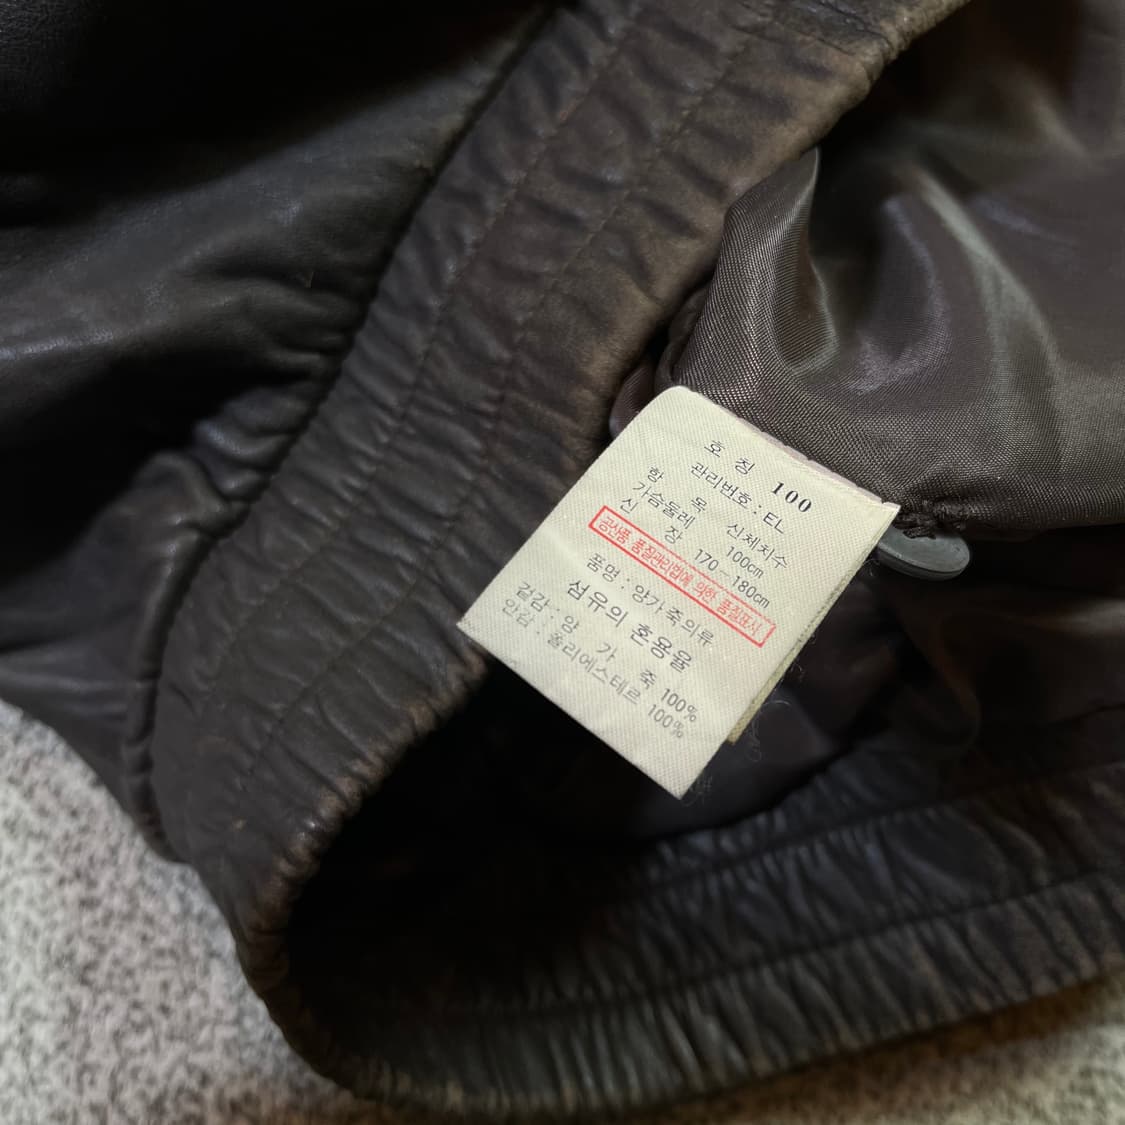 호 칭 100
관리번호 : EL
항 목 신체치수
가슴둘레 100cm
신 장 170-180cm
공산품 품질관리법에 의한 품질표시
품명 : 양가죽의류
섬유의 혼용율
겉감 : 양 가 죽 100%
안감 : 폴리에스테르 100%